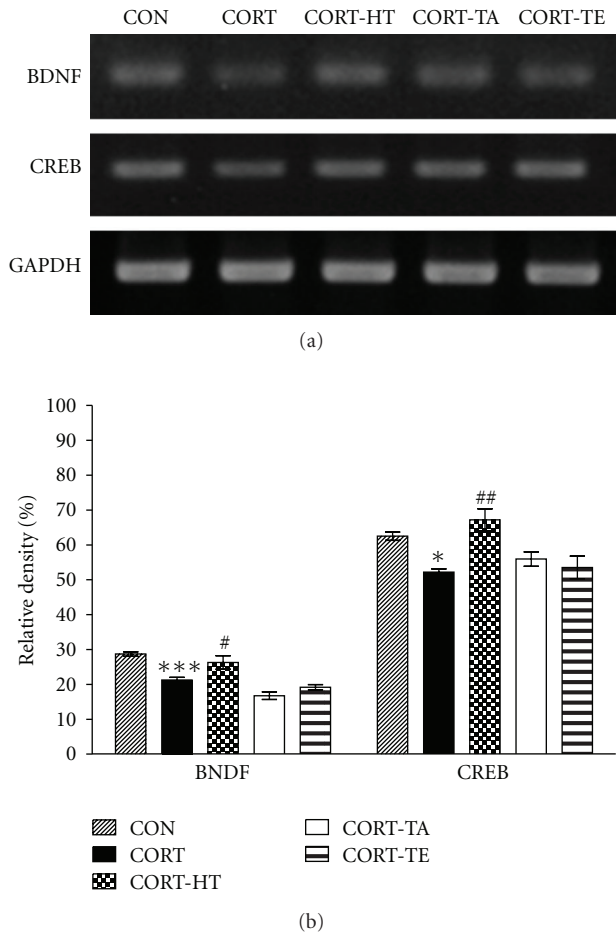 CON CORT CORT-HT CORT-TA CORT-TE
BDNF
CREB
GAPDH
(a)
100
90
80
70
60
50
40
30
20
10
0
Relative density (%)
***
#
*
##
BNDF CREB
CON CORT-TA
CORT CORT-TE
CORT-HT
(b)